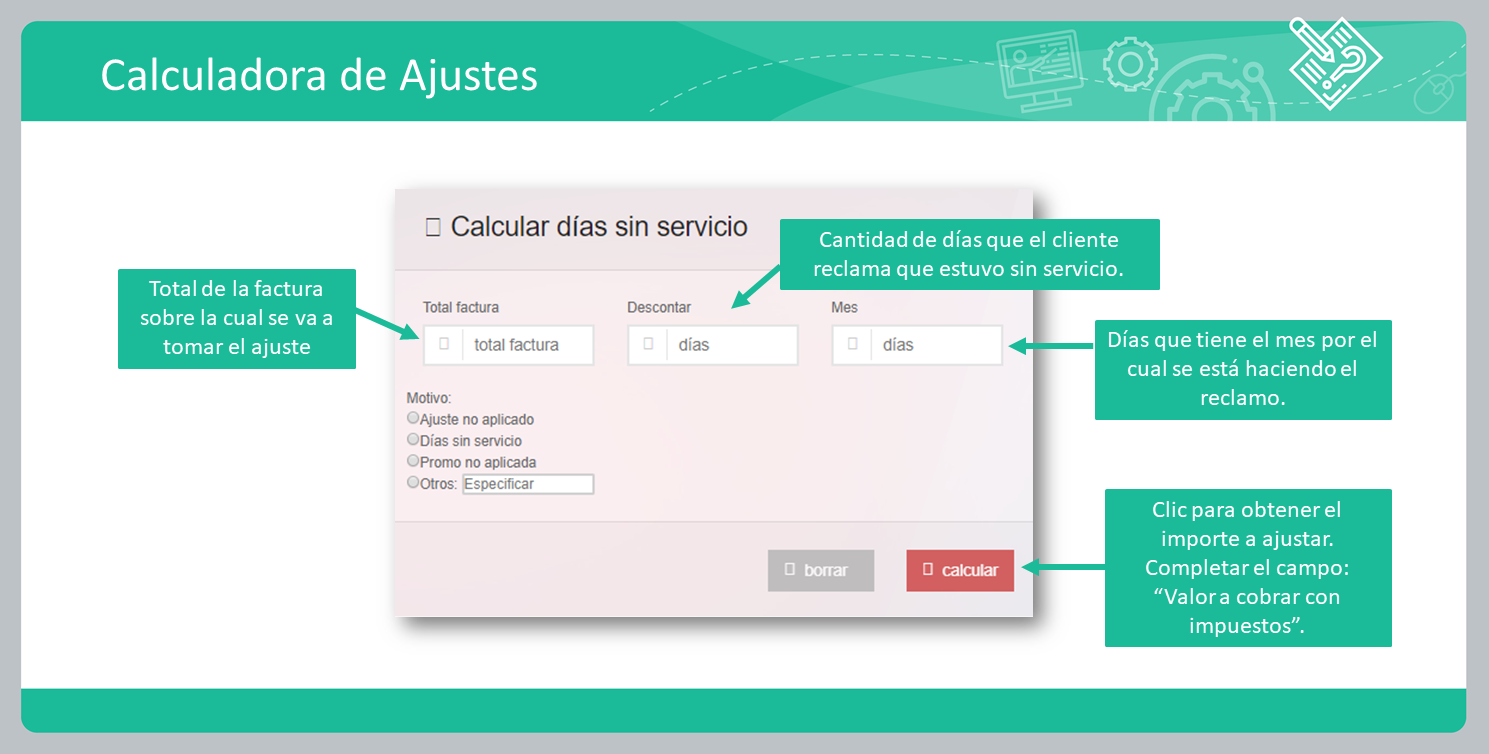 Calculadora de Ajustes
Calcular días sin servicio
Cantidad de días que el cliente
reclama que estuvo sin servicio.
Total de la factura
sobre la cual se va a
tomar el ajuste
Total factura
Descontar
Mes
total factura
días
días
Días que tiene el mes por el
cual se está haciendo el
reclamo.
Motivo:
Ajuste no aplicado
Días sin servicio
Promo no aplicada
Otros: Especificar
Clic para obtener el
importe a ajustar.
Completar el campo:
“Valor a cobrar con
impuestos”.
borrar
calcular